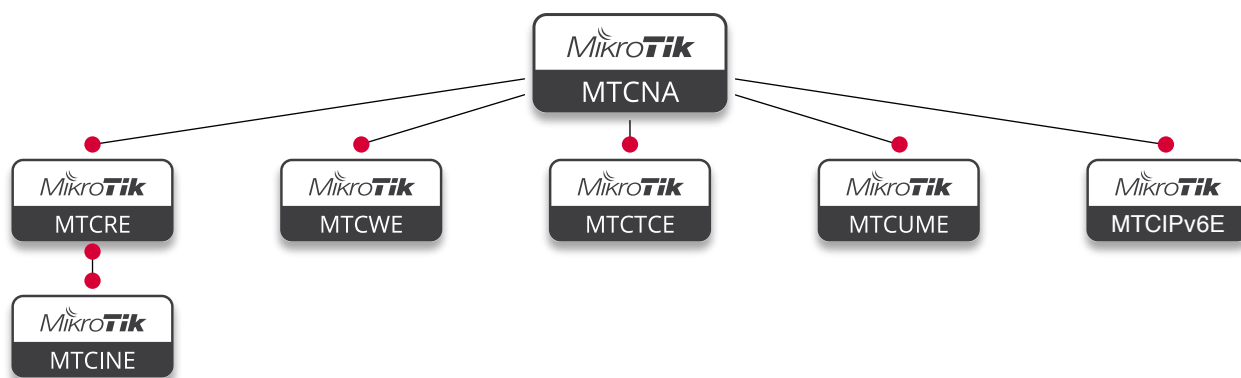 MikroTik
MTCNA
MikroTik
MTCRE
MikroTik
MTCWE
MikroTik
MTCTCE
MikroTik
MTCUME
MikroTik
MTCIPv6E
MikroTik
MTCINE